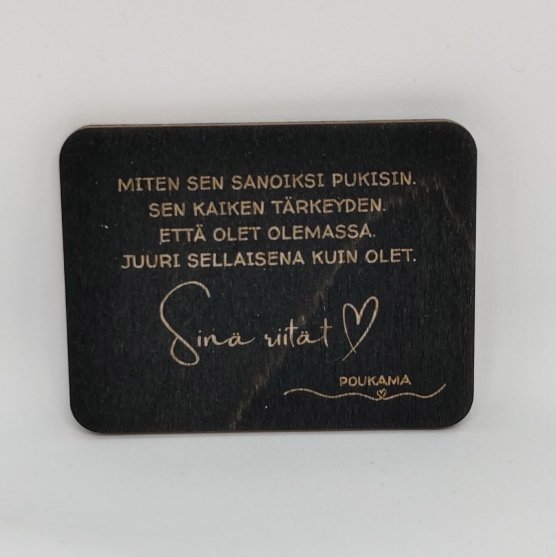 MITEN SEN SANOIKSI PUKISIN.
SEN KAIKEN TÄRKEYDEN.
ETTÄ OLET OLEMASSA.
JUURI SELLAISENA KUIN OLET.
Sinä riität
POUKAMA